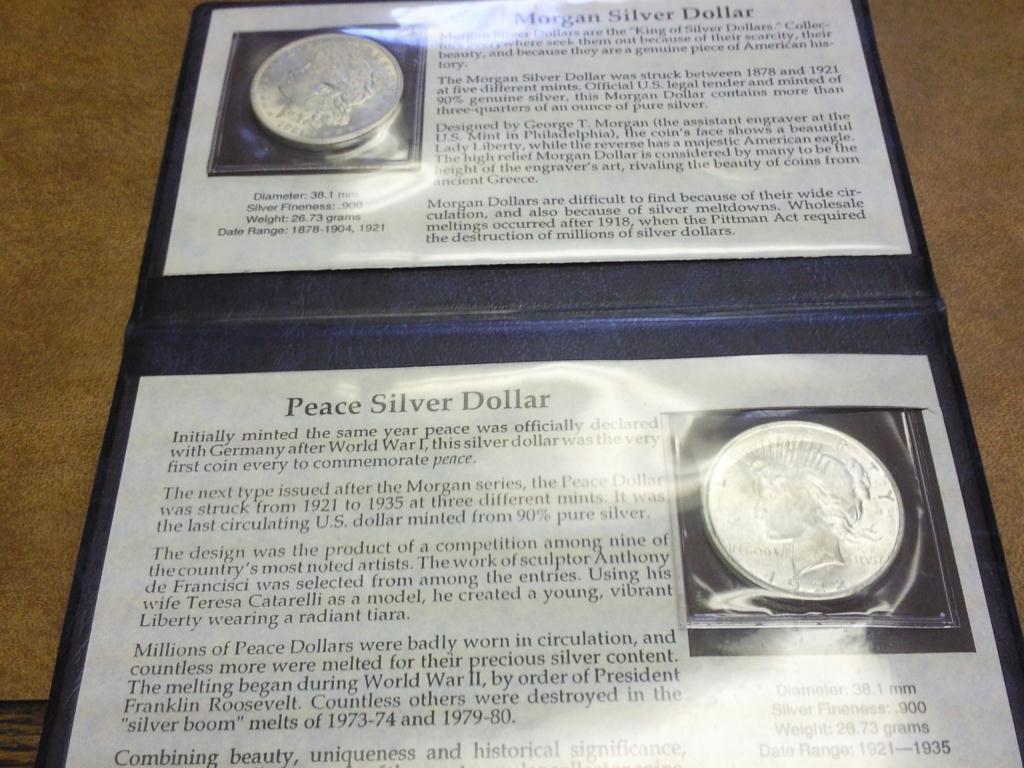 Morgan Silver Dollar
Morgan Silver Dollars are the "King of Silver Dollars." Collec-
tors everywhere seek them out because of their scarcity, their
beauty, and because they are a genuine piece of American his-
tory.
The Morgan Silver Dollar was struck between 1878 and 1921
at five different mints. Official U.S. legal tender and minted of
90% genuine silver, this Morgan Dollar contains more than
three-quarters of an ounce of pure silver.
Designed by George T. Morgan (the assistant engraver at the
U.S. Mint in Philadelphia), the coin's face shows a beautiful
Lady Liberty, while the reverse has a majestic American eagle.
The high relief Morgan Dollar is considered by many to be the
height of the engraver's art, rivaling the beauty of coins from
ancient Greece.
Morgan Dollars are difficult to find because of their wide cir-
culation, and also because of silver meltdowns. Wholesale
meltings occurred after 1918, when the Pittman Act required
the destruction of millions of silver dollars.
Diameter: 38.1 mm
Silver Fineness: .900
Weight: 26.73 grams
Date Range: 1878-1904, 1921
Peace Silver Dollar
Initially minted the same year peace was officially declared
with Germany after World War I, this silver dollar was the very
first coin every to commemorate peace.
The next type issued after the Morgan series, the Peace Dollar
was struck from 1921 to 1935 at three different mints. It was
the last circulating U.S. dollar minted from 90% pure silver.
The design was the product of a competition among nine of
the country's most noted artists. The work of sculptor Anthony
de Francisci was selected from among the entries. Using his
wife Teresa Catarelli as a model, he created a young, vibrant
Liberty wearing a radiant tiara.
Millions of Peace Dollars were badly worn in circulation, and
countless more were melted for their precious silver content.
The melting began during World War II, by order of President
Franklin Roosevelt. Countless others were destroyed in the
"silver boom" melts of 1973-74 and 1979-80.
Combining beauty, uniqueness and historical significance,
IN GOD WE TRVST
Diameter: 38.1 mm
Silver Fineness: .900
Weight: 26.73 grams
Date Range: 1921—1935